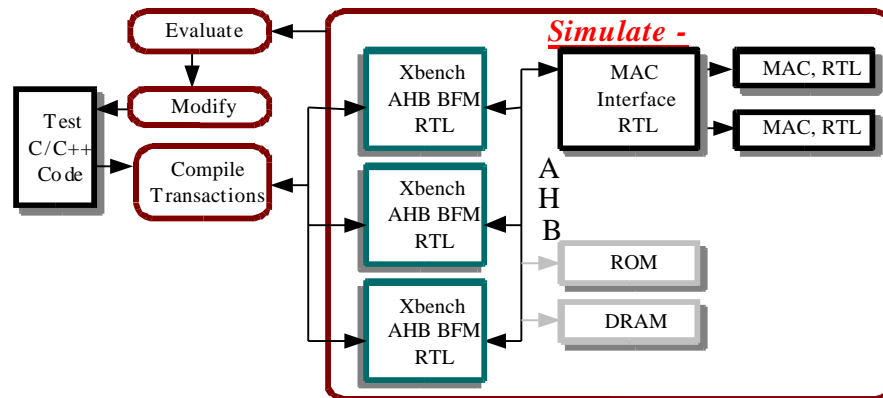 Evaluate
Modify
Test
C/C++
Code
Compile
Transactions
Simulate -
Xbench
AHB BFM
RTL
Xbench
AHB BFM
RTL
Xbench
AHB BFM
RTL
A
H
B
MAC
Interface
RTL
MAC, RTL
MAC, RTL
ROM
DRAM